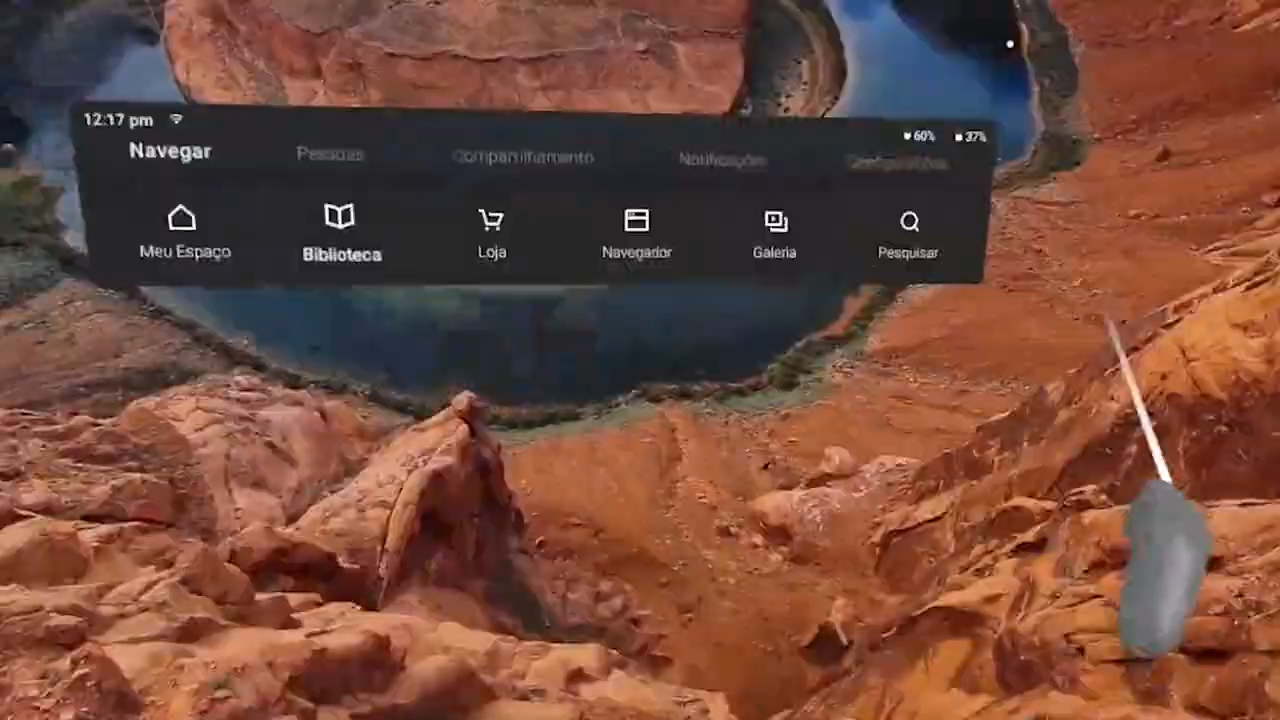 12:17 pm 60% 37%
Navegar Pessoas Compartilhamento Notificações
Meu Espaço Biblioteca Loja Navegador Galeria Pesquisar